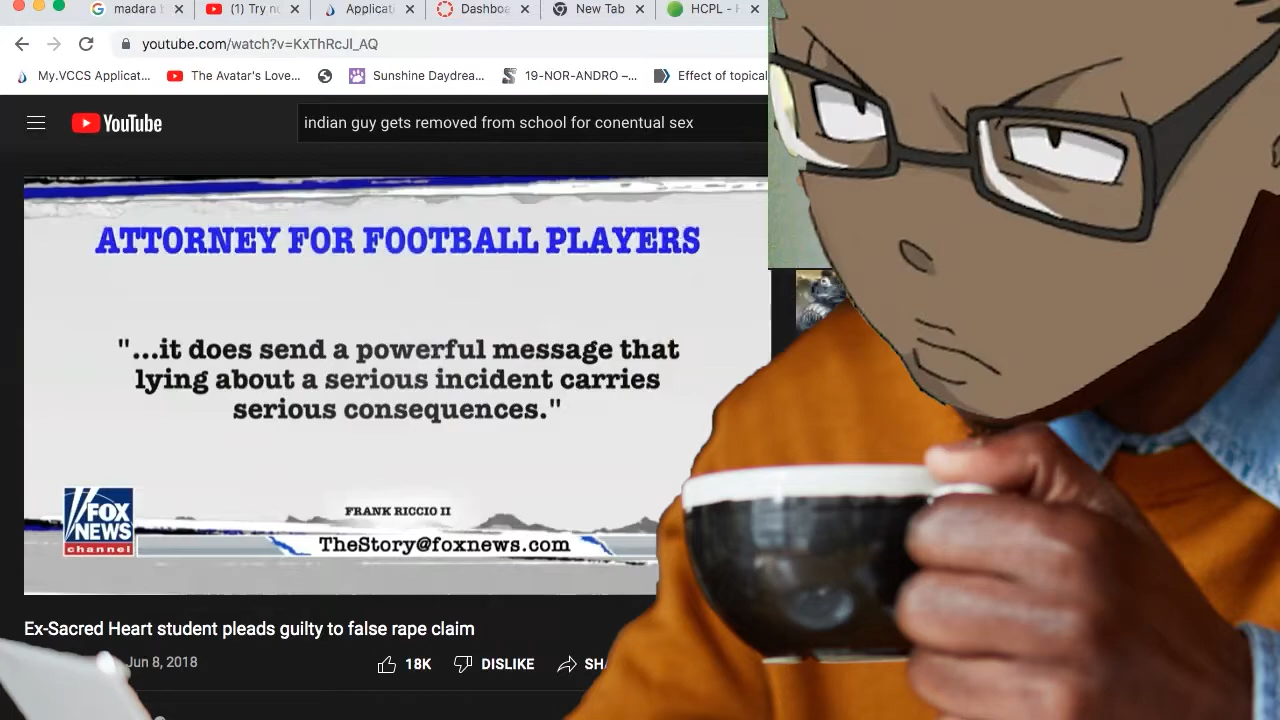 madara
(1) Try no
Applicati
Dashboa
New Tab
HCPL - H
youtube.com/watch?v=KxThRcJl_AQ
My.VCCS Applicat...
The Avatar's Love...
Sunshine Daydrea...
19-NOR-ANDRO –...
Effect of topical
YouTube
indian guy gets removed from school for conentual sex
ATTORNEY FOR FOOTBALL PLAYERS
"...it does send a powerful message that
lying about a serious incident carries
serious consequences."
FRANK RICCIO II
FOX
NEWS
channel
TheStory@foxnews.com
Ex-Sacred Heart student pleads guilty to false rape claim
Jun 8, 2018
18K
DISLIKE
SHA